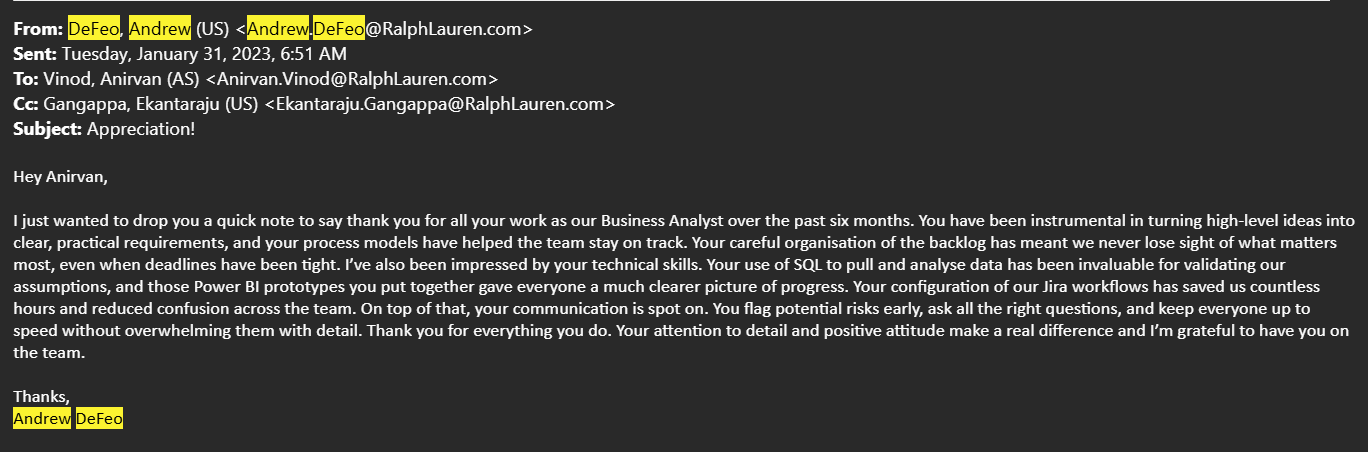 From: DeFeo, Andrew (US) <Andrew.DeFeo@RalphLauren.com>
Sent: Tuesday, January 31, 2023, 6:51 AM
To: Vinod, Anirvan (AS) <Anirvan.Vinod@RalphLauren.com>
Cc: Gangappa, Ekantaraju (US) <Ekantaraju.Gangappa@RalphLauren.com>
Subject: Appreciation!
Hey Anirvan,
I just wanted to drop you a quick note to say thank you for all your work as our Business Analyst over the past six months. You have been instrumental in turning high-level ideas into
clear, practical requirements, and your process models have helped the team stay on track. Your careful organisation of the backlog has meant we never lose sight of what matters
most, even when deadlines have been tight. I’ve also been impressed by your technical skills. Your use of SQL to pull and analyse data has been invaluable for validating our
assumptions, and those Power BI prototypes you put together gave everyone a much clearer picture of progress. Your configuration of our Jira workflows has saved us countless
hours and reduced confusion across the team. On top of that, your communication is spot on. You flag potential risks early, ask all the right questions, and keep everyone up to
speed without overwhelming them with detail. Thank you for everything you do. Your attention to detail and positive attitude make a real difference and I’m grateful to have you on
the team.
Thanks,
Andrew DeFeo